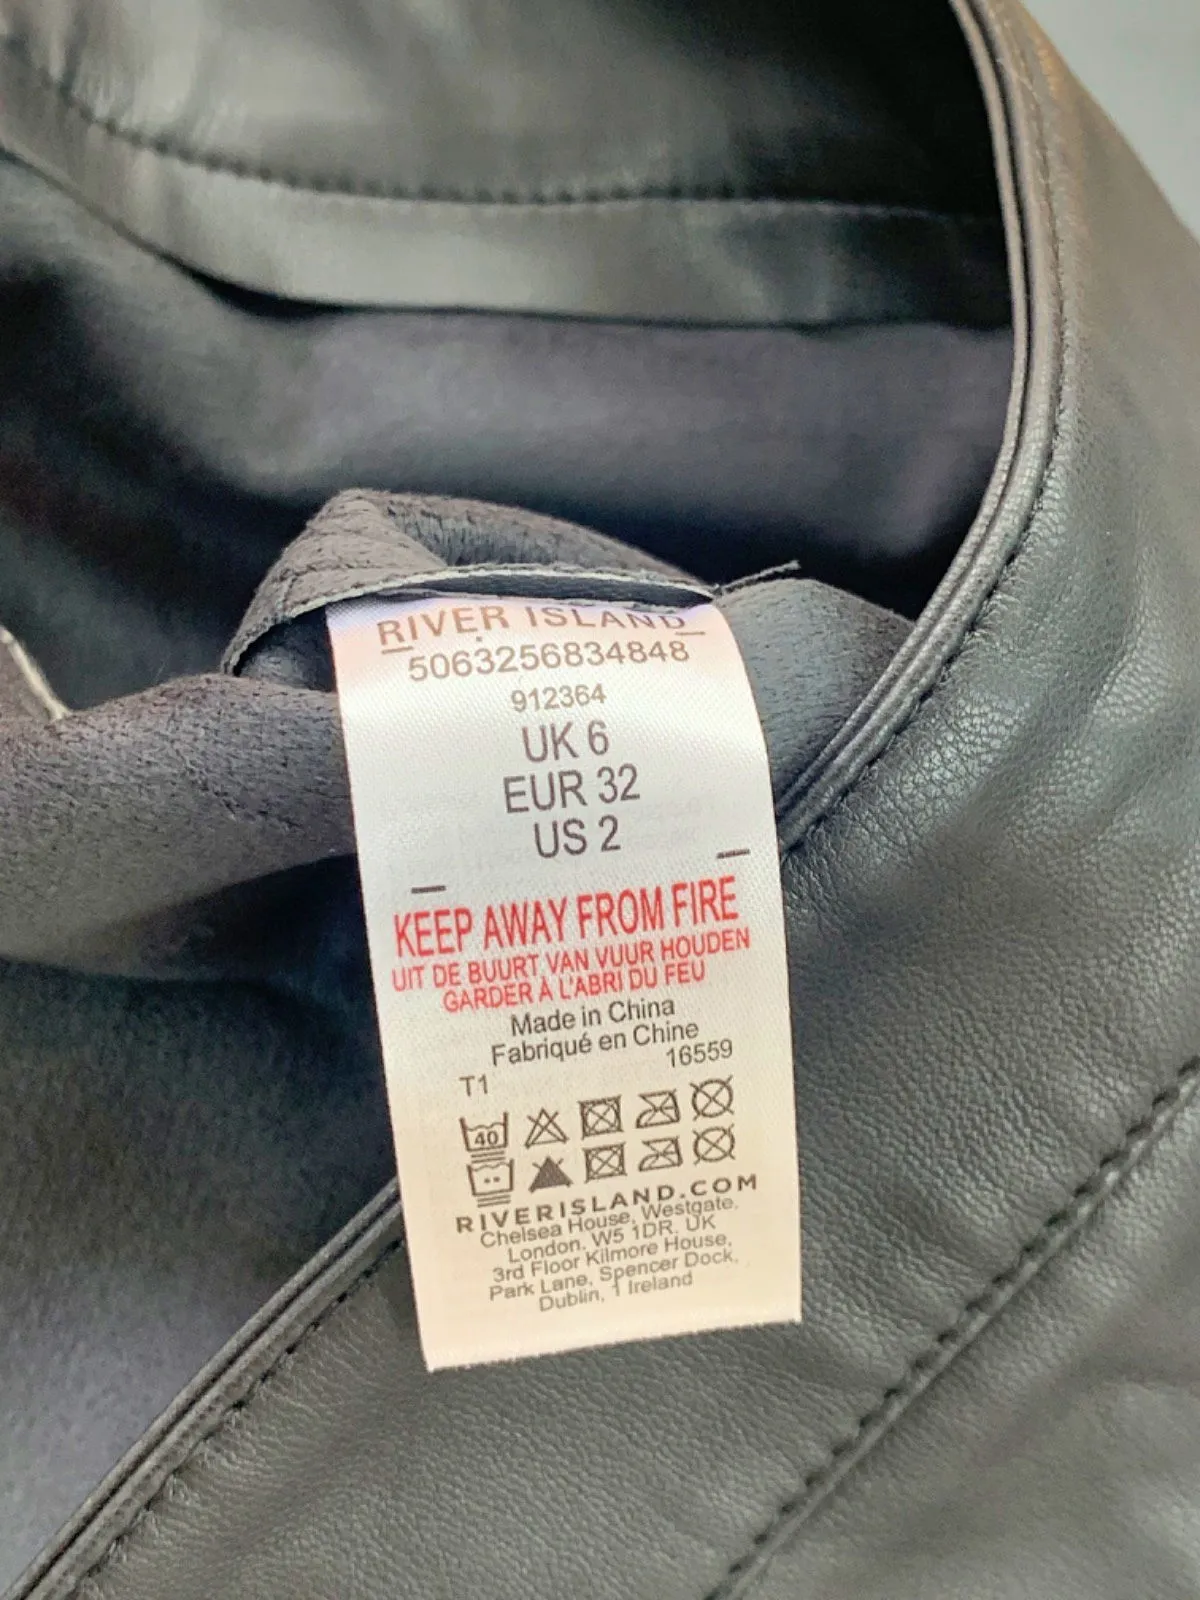 RIVER ISLAND
5063256834848
912364
UK 6
EUR 32
US 2
KEEP AWAY FROM FIRE
UIT DE BUURT VAN VUUR HOUDEN
GARDER À L'ABRI DU FEU
Made in China
Fabriqué en Chine
16559
T1
40
RIVERISLAND.COM
Chelsea House, Westgate,
London, W5 1DR. UK
3rd Floor Kilmore House,
Park Lane, Spencer Dock,
Dublin, 1 Ireland